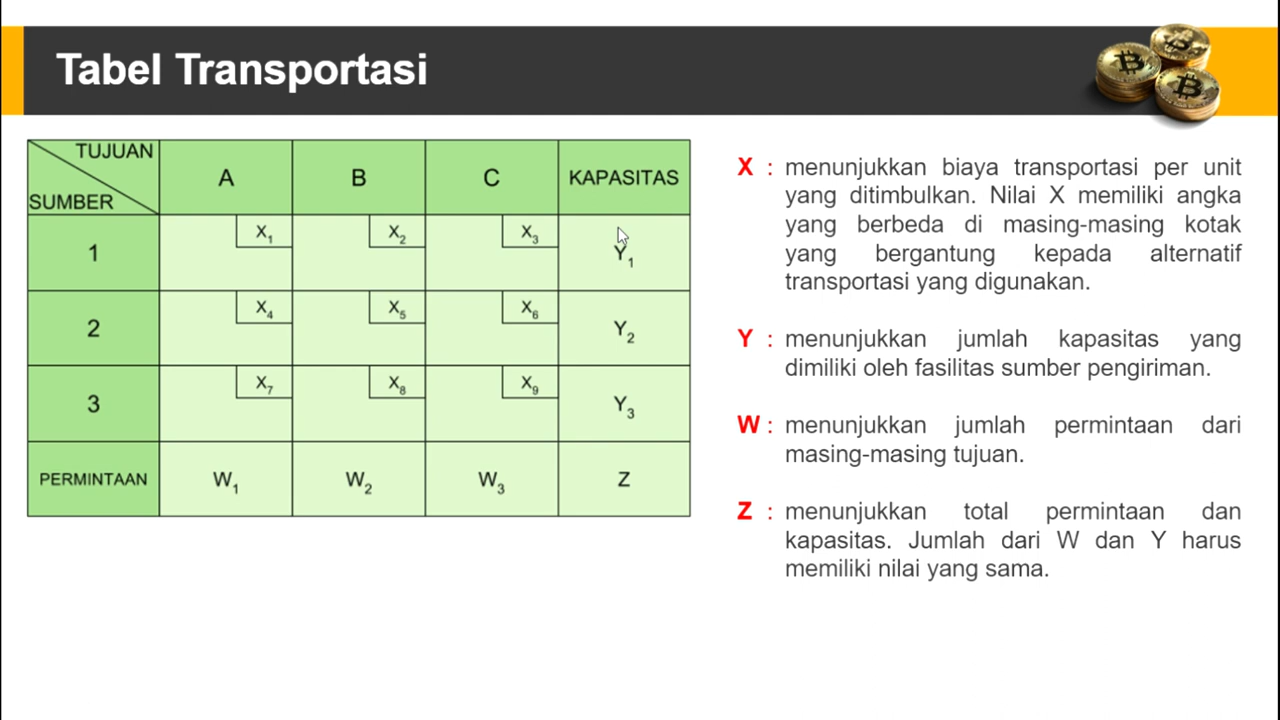 Tabel Transportasi
TUJUAN
SUMBER
A B C KAPASITAS
1 X1 X2 X3 Y1
2 X4 X5 X6 Y2
3 X7 X8 X9 Y3
PERMINTAAN W1 W2 W3 Z
X : menunjukkan biaya transportasi per unit
yang ditimbulkan. Nilai X memiliki angka
yang berbeda di masing-masing kotak
yang bergantung kepada alternatif
transportasi yang digunakan.
Y : menunjukkan jumlah kapasitas yang
dimiliki oleh fasilitas sumber pengiriman.
W : menunjukkan jumlah permintaan dari
masing-masing tujuan.
Z : menunjukkan total permintaan dan
kapasitas. Jumlah dari W dan Y harus
memiliki nilai yang sama.